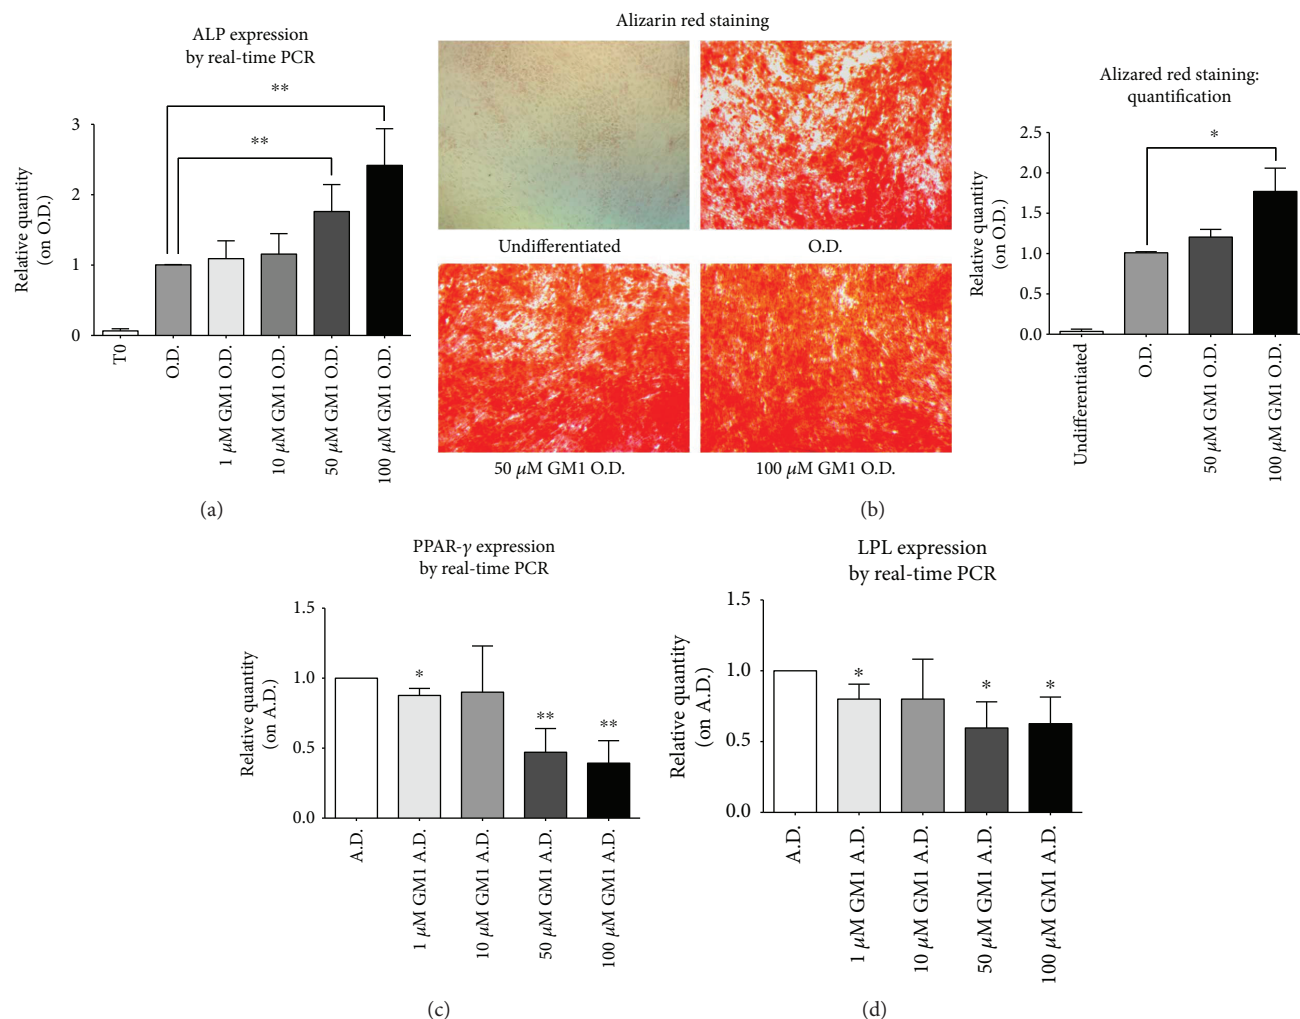 ALP expression
by real-time PCR
**
**
3
2
1
0
Relative quantity
(on O.D.)
T0
O.D.
1 μM GM1 O.D.
10 μM GM1 O.D.
50 μM GM1 O.D.
100 μM GM1 O.D.
(a)
Alizarin red staining
Undifferentiated
O.D.
50 μM GM1 O.D.
100 μM GM1 O.D.
Alizared red staining:
quantification
*
2.5
2.0
1.5
1.0
0.5
0.0
Relative quantity
(on O.D.)
Undifferentiated
O.D.
50 μM GM1 O.D.
100 μM GM1 O.D.
(b)
PPAR-γ expression
by real-time PCR
1.5
1.0
0.5
0.0
Relative quantity
(on A.D.)
*
**
**
A.D.
1 μM GM1 A.D.
10 μM GM1 A.D.
50 μM GM1 A.D.
100 μM GM1 A.D.
(c)
LPL expression
by real-time PCR
1.5
1.0
0.5
0.0
Relative quantity
(on A.D.)
*
*
*
A.D.
1 μM GM1 A.D.
10 μM GM1 A.D.
50 μM GM1 A.D.
100 μM GM1 A.D.
(d)